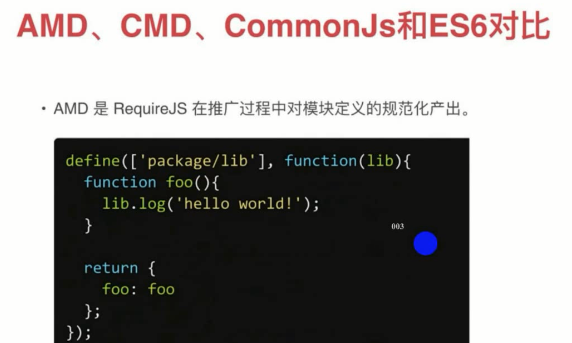 AMD、CMD、CommonJs和ES6对比
• AMD 是 RequireJS 在推广过程中对模块定义的规范化产出。
define(['package/lib'], function(lib){
  function foo(){
    lib.log('hello world!');
  }
003
  return {
    foo: foo
  };
});